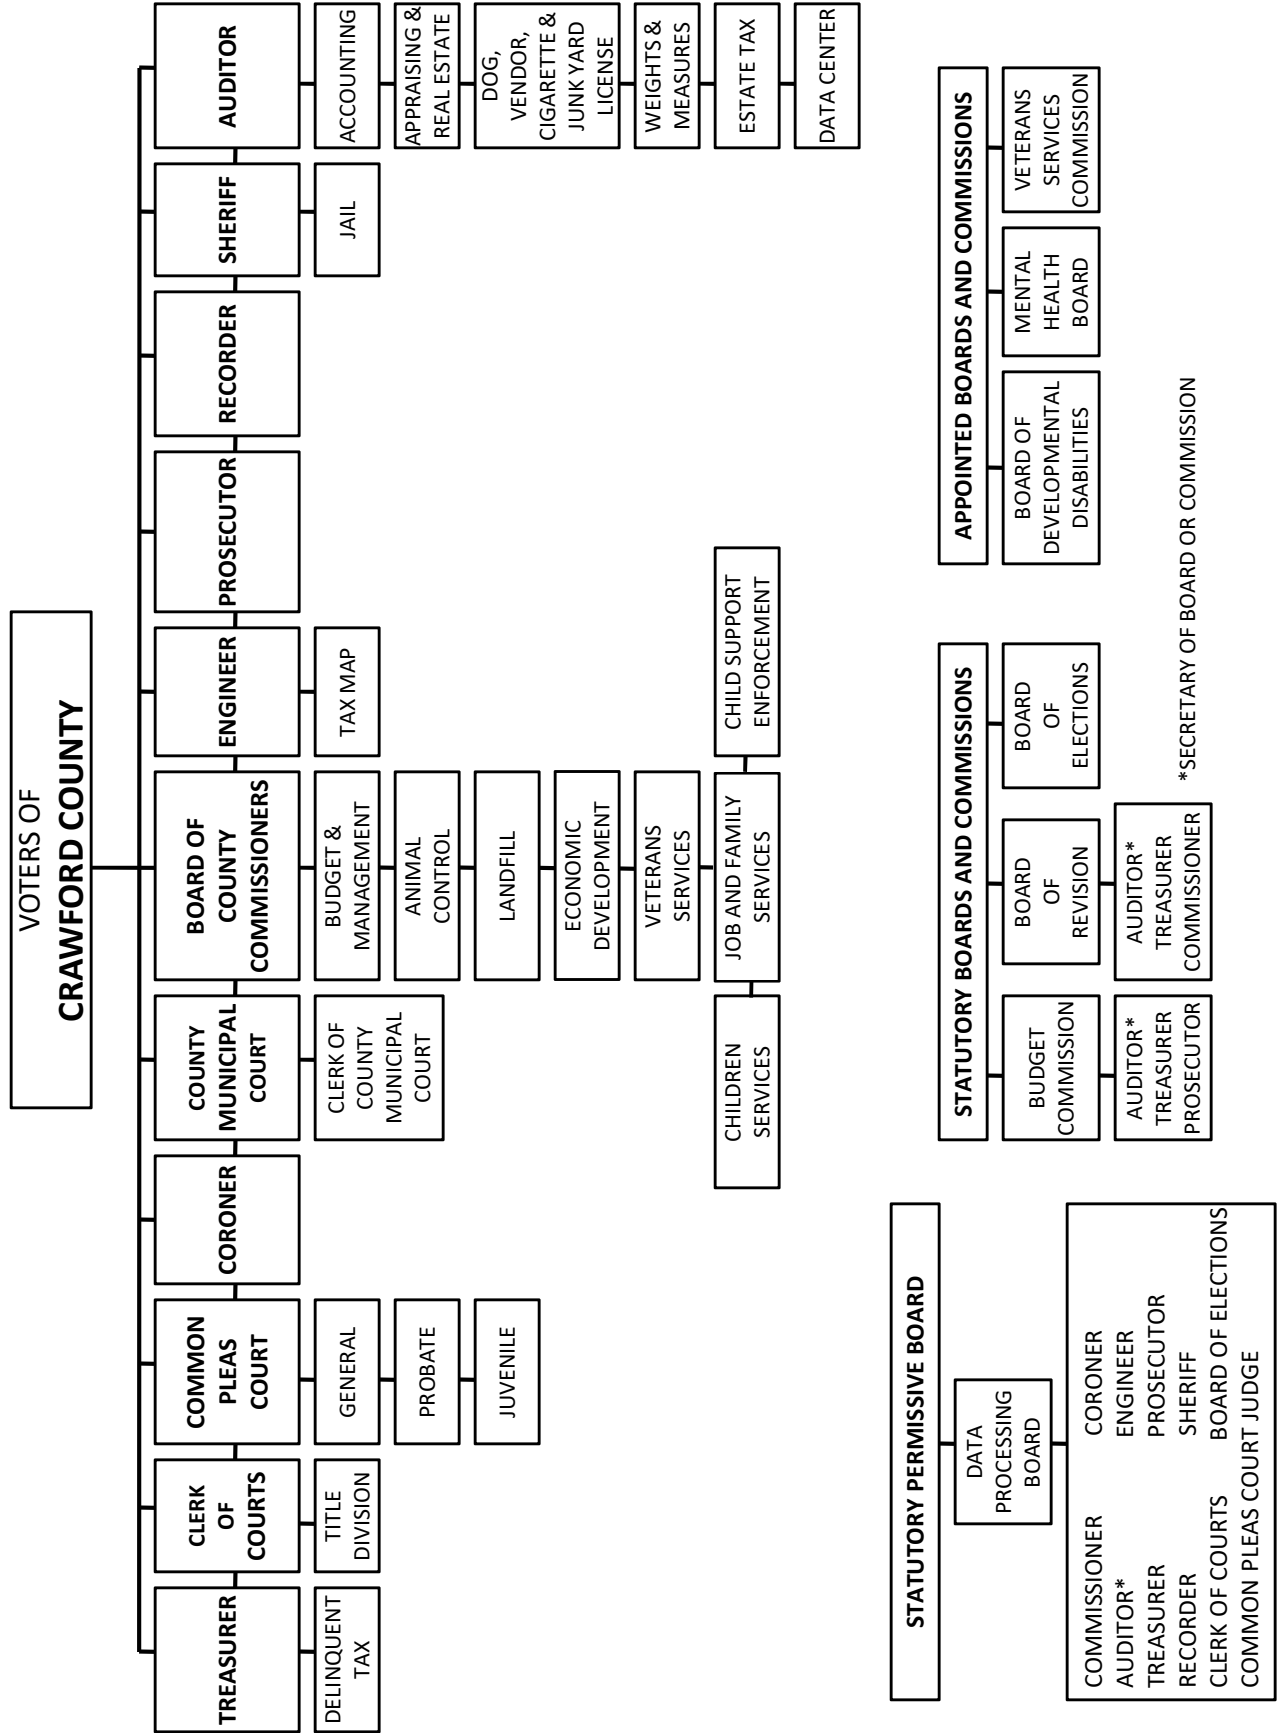 VOTERS OF
CRAWFORD COUNTY
TREASURER
CLERK
OF
COURTS
COMMON
PLEAS
COURT
CORONER
COUNTY
MUNICIPAL
COURT
BOARD OF
COUNTY
COMMISSIONERS
ENGINEER
PROSECUTOR
RECORDER
SHERIFF
AUDITOR
DELINQUENT
TAX
TITLE
DIVISION
GENERAL
PROBATE
JUVENILE
CLERK OF
COUNTY
MUNICIPAL
COURT
BUDGET &
MANAGEMENT
ANIMAL
CONTROL
LANDFILL
ECONOMIC
DEVELOPMENT
VETERANS
SERVICES
CHILDREN
SERVICES
JOB AND FAMILY
SERVICES
CHILD SUPPORT
ENFORCEMENT
TAX MAP
JAIL
ACCOUNTING
APPRAISING &
REAL ESTATE
DOG,
VENDOR,
CIGARETTE &
JUNK YARD
LICENSE
WEIGHTS &
MEASURES
ESTATE TAX
DATA CENTER
STATUTORY PERMISSIVE BOARD
DATA
PROCESSING
BOARD
COMMISSIONER CORONER
AUDITOR* ENGINEER
TREASURER PROSECUTOR
RECORDER SHERIFF
CLERK OF COURTS BOARD OF ELECTIONS
COMMON PLEAS COURT JUDGE
STATUTORY BOARDS AND COMMISSIONS
BUDGET
COMMISSION
AUDITOR*
TREASURER
PROSECUTOR
BOARD
OF
REVISION
AUDITOR*
TREASURER
COMMISSIONER
BOARD
OF
ELECTIONS
APPOINTED BOARDS AND COMMISSIONS
BOARD OF
DEVELOPMENTAL
DISABILITIES
MENTAL
HEALTH
BOARD
VETERANS
SERVICES
COMMISSION
*SECRETARY OF BOARD OR COMMISSION